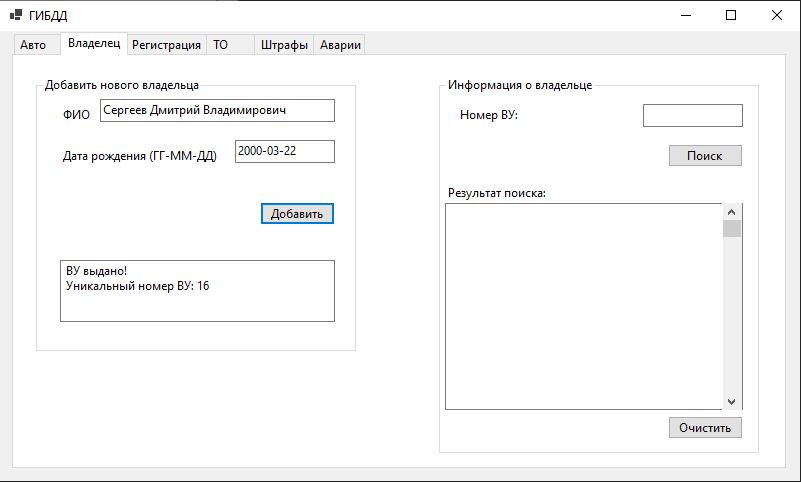 ГИБДД
Авто Владелец Регистрация ТО Штрафы Аварии
Добавить нового владельца
ФИО Сергеев Дмитрий Владимирович
Дата рождения (ГГ-ММ-ДД) 2000-03-22
Добавить
ВУ выдано!
Уникальный номер ВУ: 16
Информация о владельце
Номер ВУ:
Поиск
Результат поиска:
Очистить